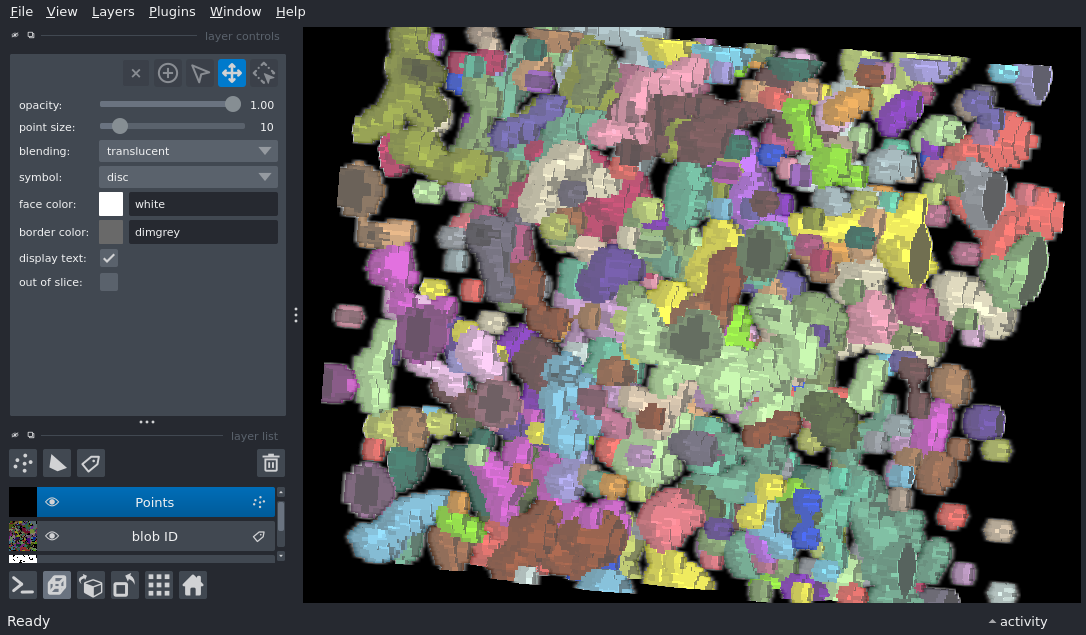 File View Layers Plugins Window Help
layer controls
opacity: 1.00
point size: 10
blending: translucent
symbol: disc
face color: white
border color: dimgrey
display text:
out of slice:
layer list
Points
blob ID
Ready activity